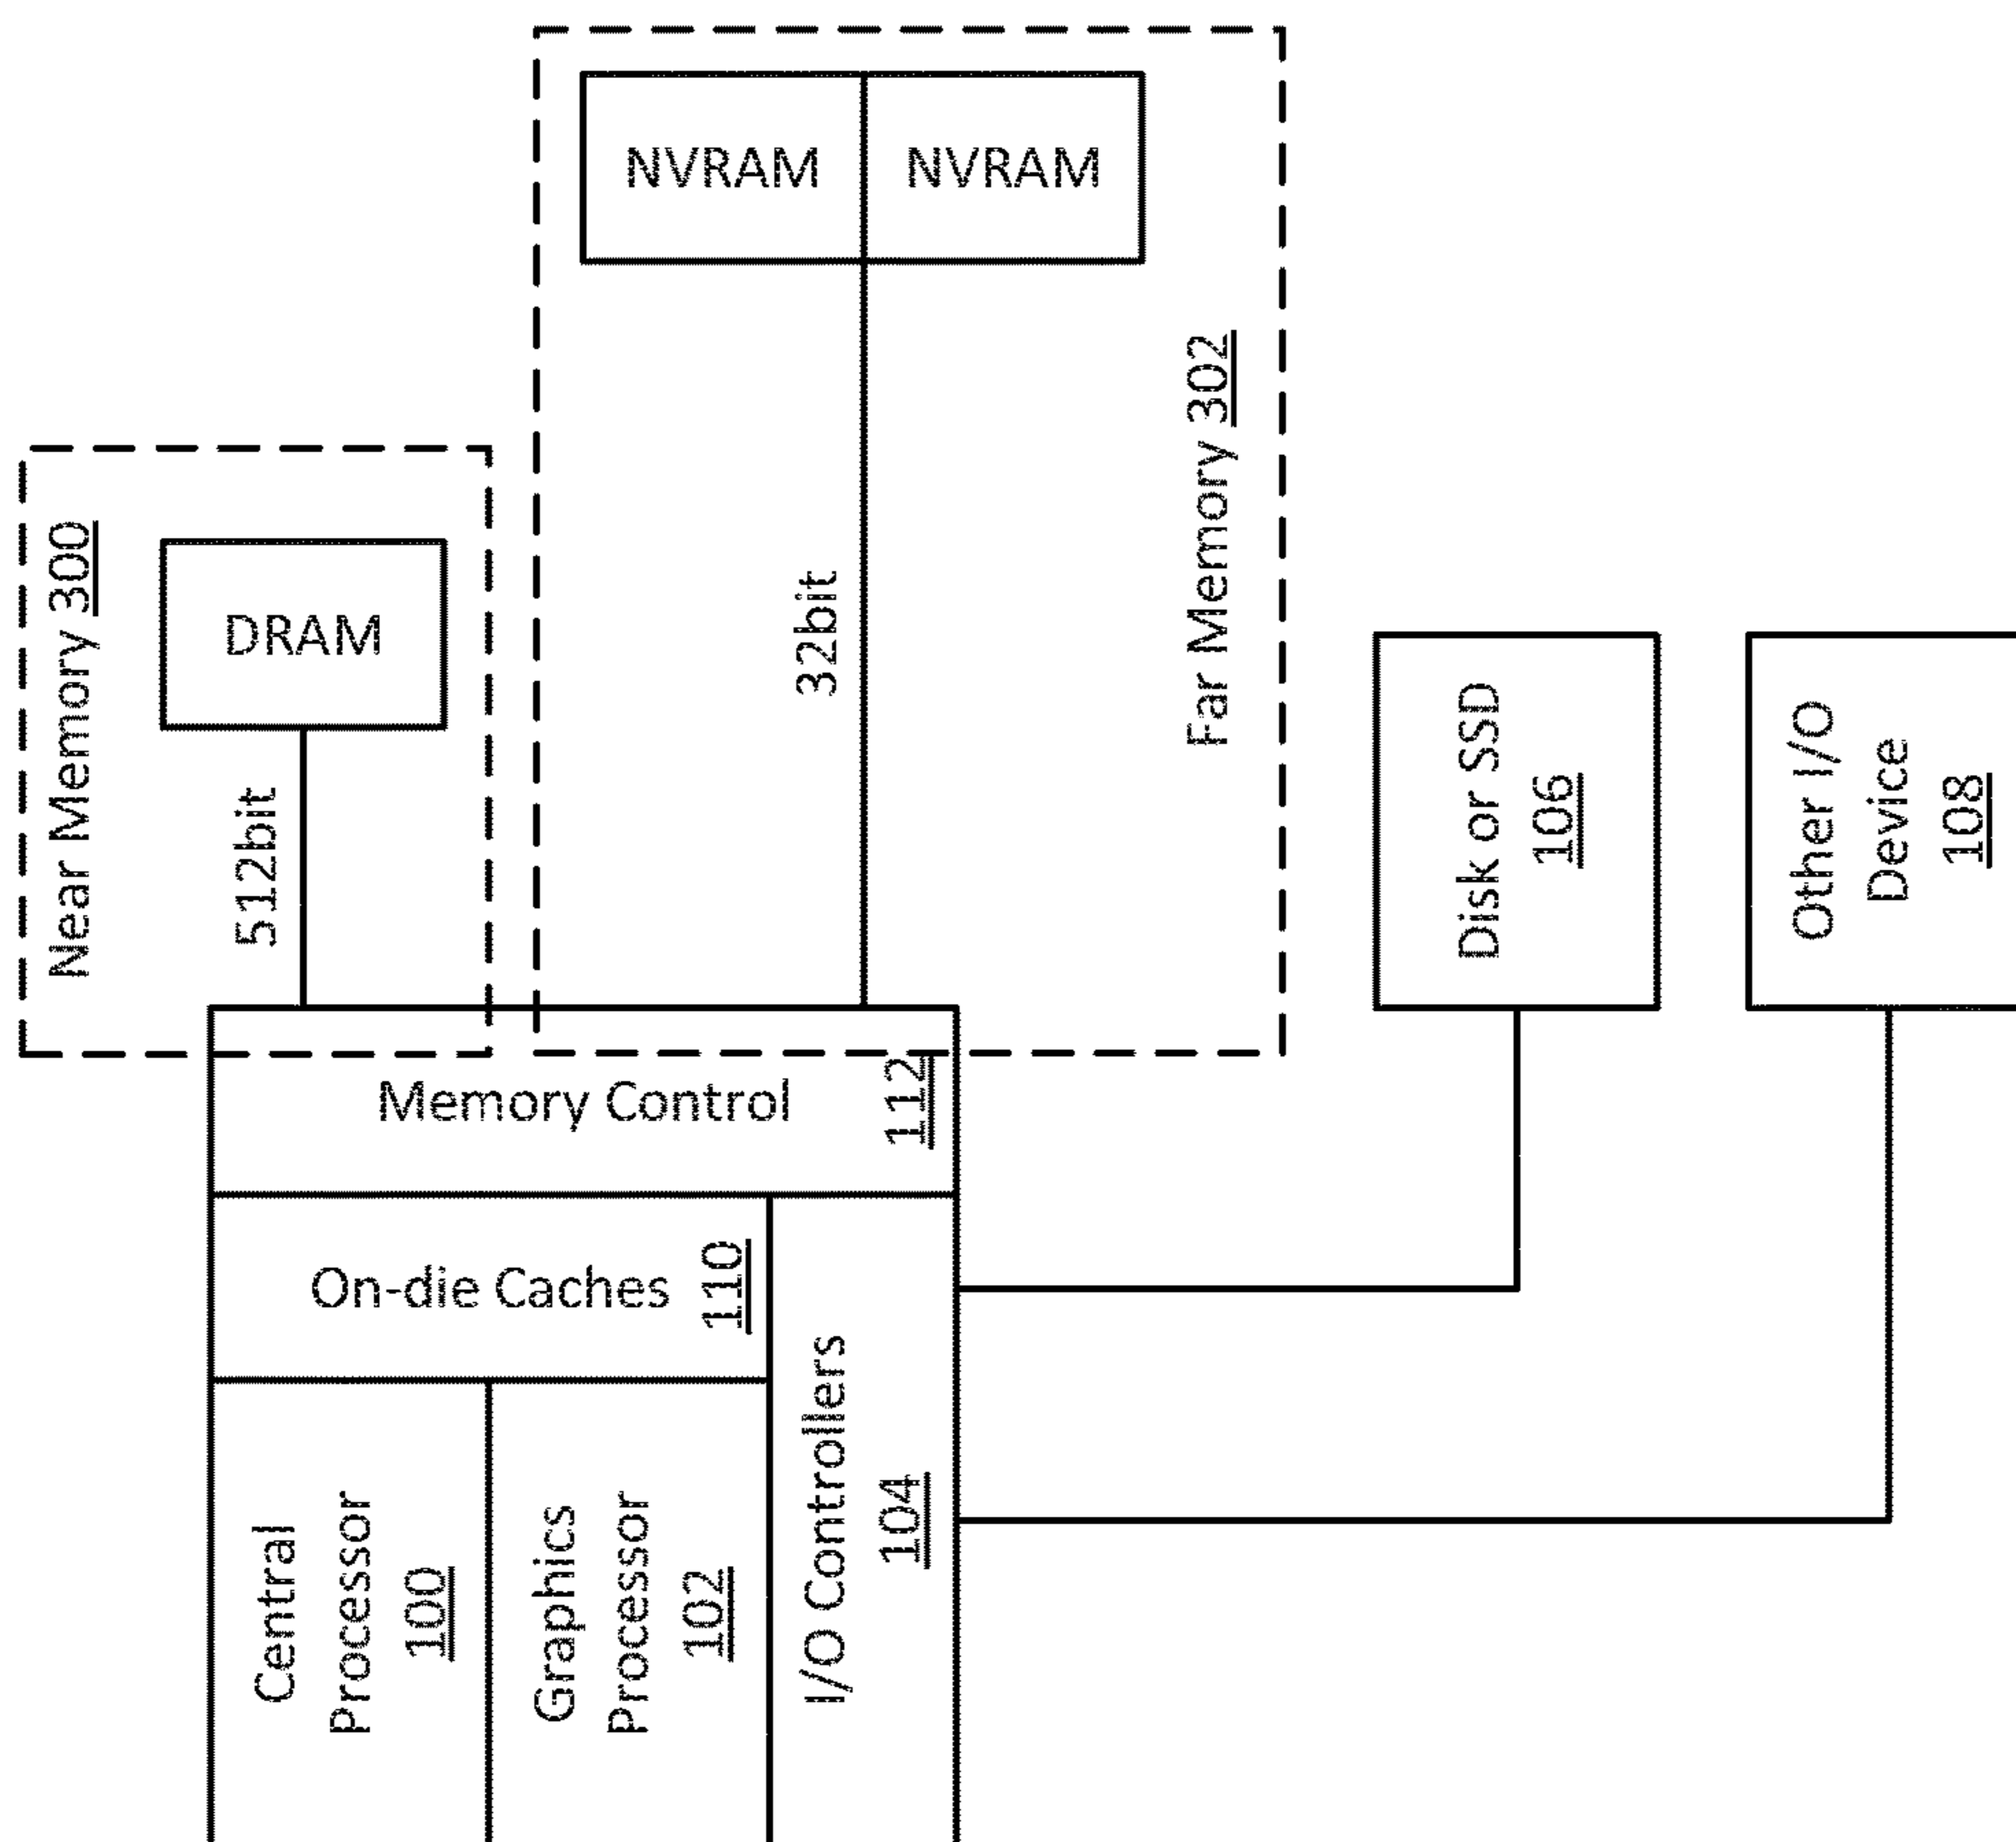 NVRAM
NVRAM
Near Memory 300
DRAM
512bit
32bit
Far Memory 302
Disk or SSD
106
Other I/O
Device
108
Memory Control
112
On-die Caches
110
Central
Processor
100
Graphics
Processor
102
I/O Controllers
104